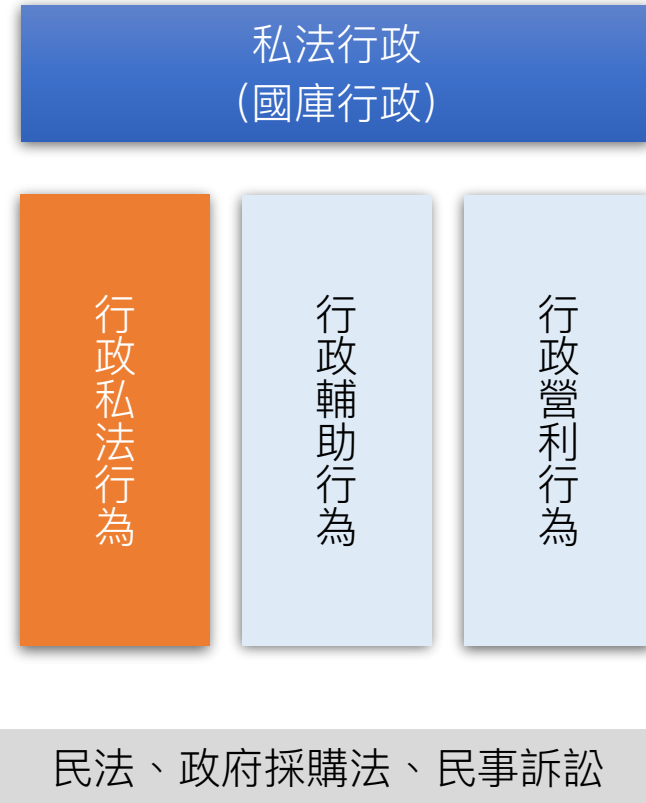 私法行政
(國庫行政)
行政私法行為
行政輔助行為
行政營利行為
民法、政府採購法、民事訴訟